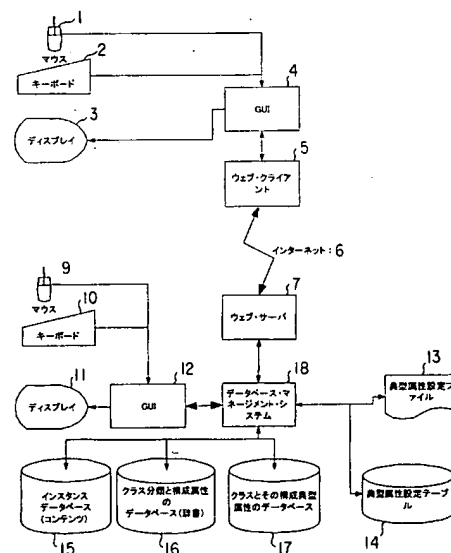 1
マウス
2
キーボード
3
ディスプレイ
4
GUI
5
ウェブ・クライアント
インターネット:6
7
ウェブ・サーバ
9
マウス
10
キーボード
11
ディスプレイ
12
GUI
18
データベース・
マネージメント・シ
ステム
13
典型属性設定ファ
イル
典型属性設定テーブ
ル
14
インスタンス
データベース
(コンテンツ)
15
クラス分類と構成属性
の
データベース(辞書)
16
クラスとその構成典型
属性のデータベース
17